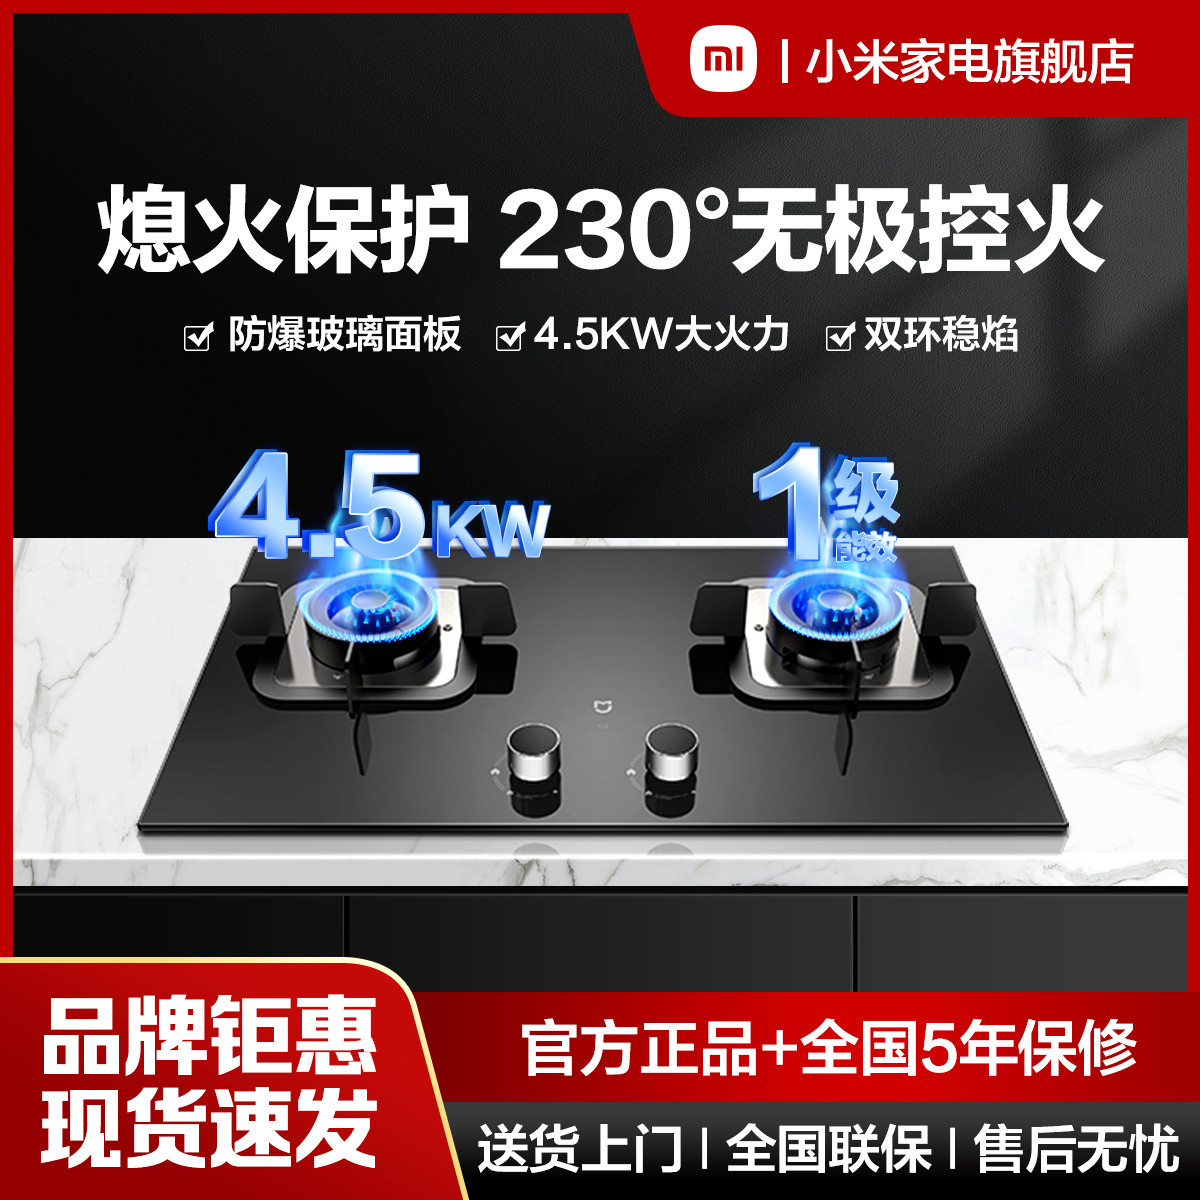 mi | 小米家电旗舰店
熄火保护 230°无极控火
防爆玻璃面板 4.5KW大火力 双环稳焰
4.5KW
1级
能效
品牌钜惠
现货速发
官方正品+全国5年保修
送货上门 | 全国联保 | 售后无忧